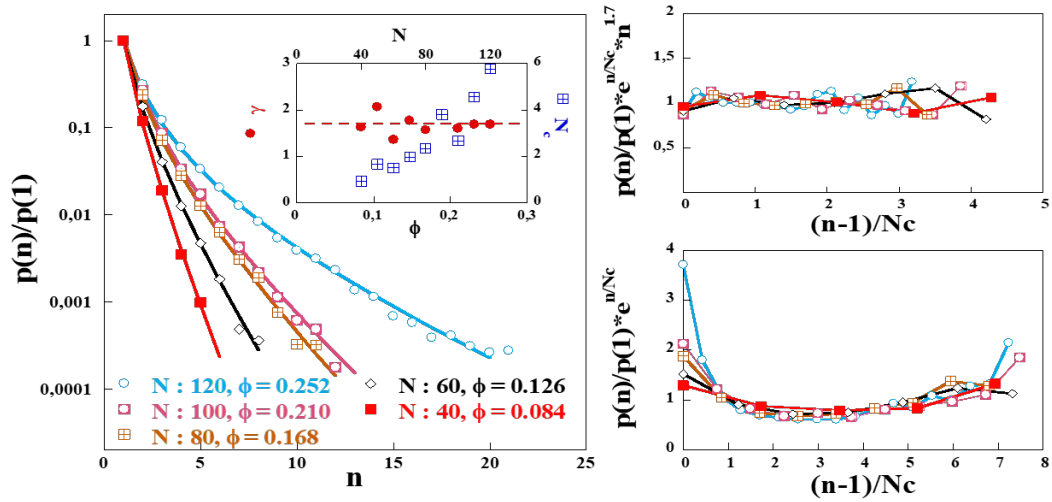 p(n)/p(1)
1
0,1
0,01
0,001
0,0001
0 5 10 15 20 25
n
N : 120, ϕ = 0.252
N : 100, ϕ = 0.210
N : 80, ϕ = 0.168
N : 60, ϕ = 0.126
N : 40, ϕ = 0.084
N
0 40 80 120
γ
3
2
1
0
N_c
6
4
2
0
0,1 0,2 0,3
ϕ
p(n)/p(1)*e^{n/Nc}*n^{1.7}
2
1,5
1
0,5
0 1 2 3 4 5
(n-1)/Nc
p(n)/p(1)*e^{n/Nc}
4
3
2
1
0
0 1 2 3 4 5 6 7 8
(n-1)/Nc